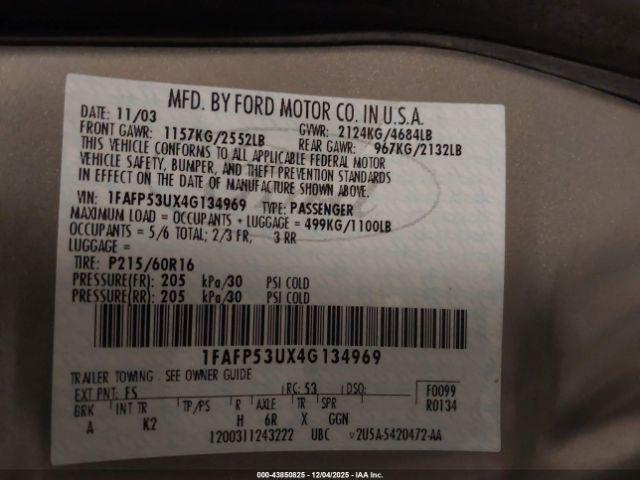 MFD. BY FORD MOTOR CO. IN U.S.A.
DATE: 11/03 GVWR: 2124KG/4684LB
FRONT GAWR: 1157KG/2552LB REAR GAWR: 967KG/2132LB
THIS VEHICLE CONFORMS TO ALL APPLICABLE FEDERAL MOTOR
VEHICLE SAFETY, BUMPER, AND THEFT PREVENTION STANDARDS
IN EFFECT ON THE DATE OF MANUFACTURE SHOWN ABOVE.
VIN: 1FAFP53UX4G134969 TYPE: PASSENGER
MAXIMUM LOAD = OCCUPANTS + LUGGAGE = 499KG/1100LB
OCCUPANTS = 5/6 TOTAL; 2/3 FR, 3 RR
LUGGAGE =
TIRE: P215/60R16
PRESSURE(FR): 205 kPa/30 PSI COLD
PRESSURE(RR): 205 kPa/30 PSI COLD
1FAFP53UX4G134969
TRAILER TOWING - SEE OWNER GUIDE
EXT PNT: FS RC: 53 DSO: F0099
BRK INT TR TP/PS R AXLE TR SPR R0134
A K2 H 6R X GGN
1200311243222 UBC v2U5A-5420472-AA
000-43850825 - 12/04/2025 - IAAI.com